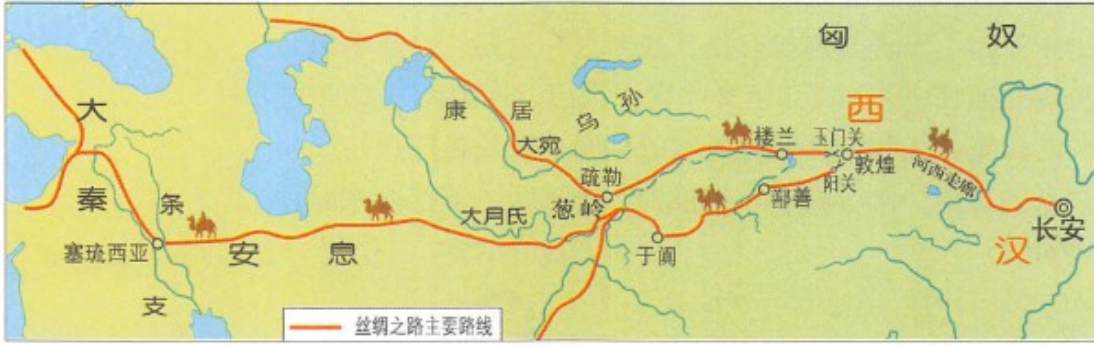 匈奴
大秦
康居
乌孙
西汉
大宛
楼兰
玉门关
敦煌
阳关
河西走廊
疏勒
葱岭
大月氏
鄯善
长安
条支
塞琉西亚
安息
于阗
丝绸之路主要路线